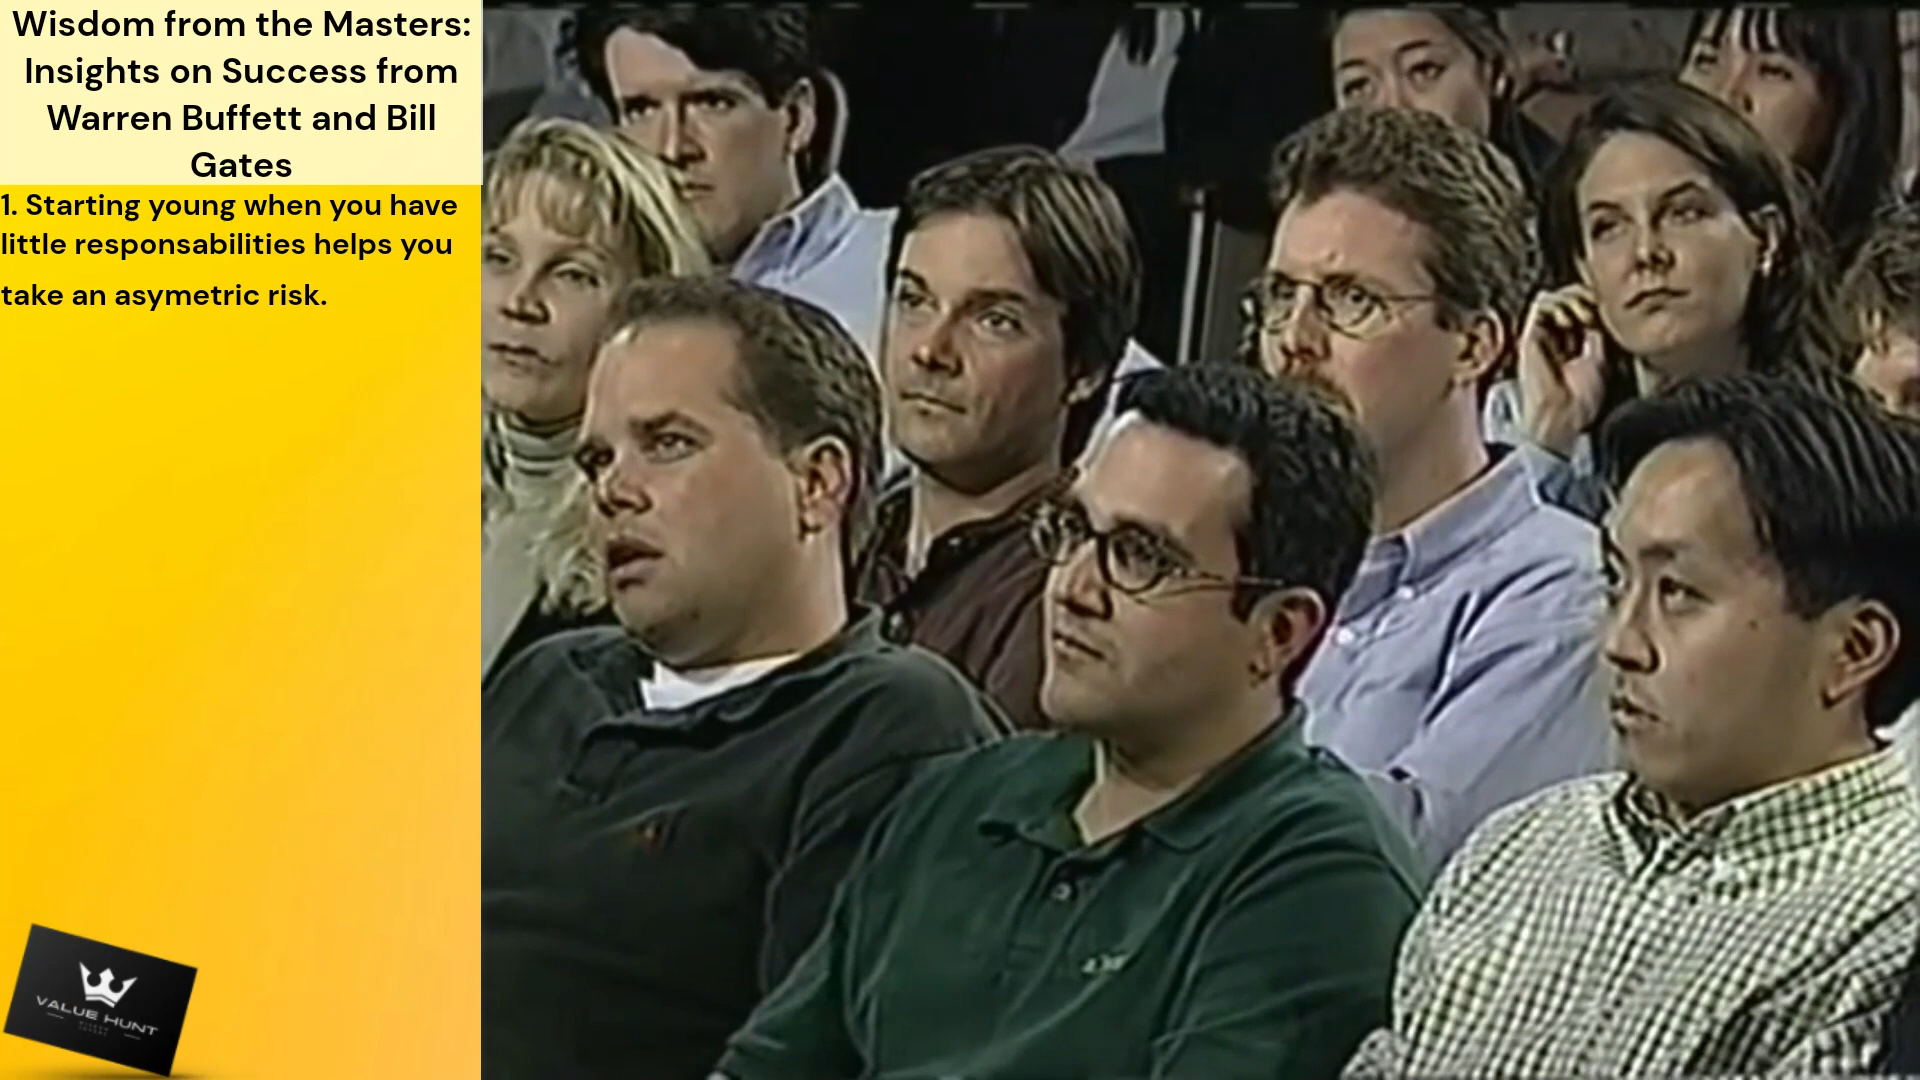 Wisdom from the Masters:
Insights on Success from
Warren Buffett and Bill
Gates
1. Starting young when you have
little responsabilities helps you
take an asymetric risk.
VALUE HUNT